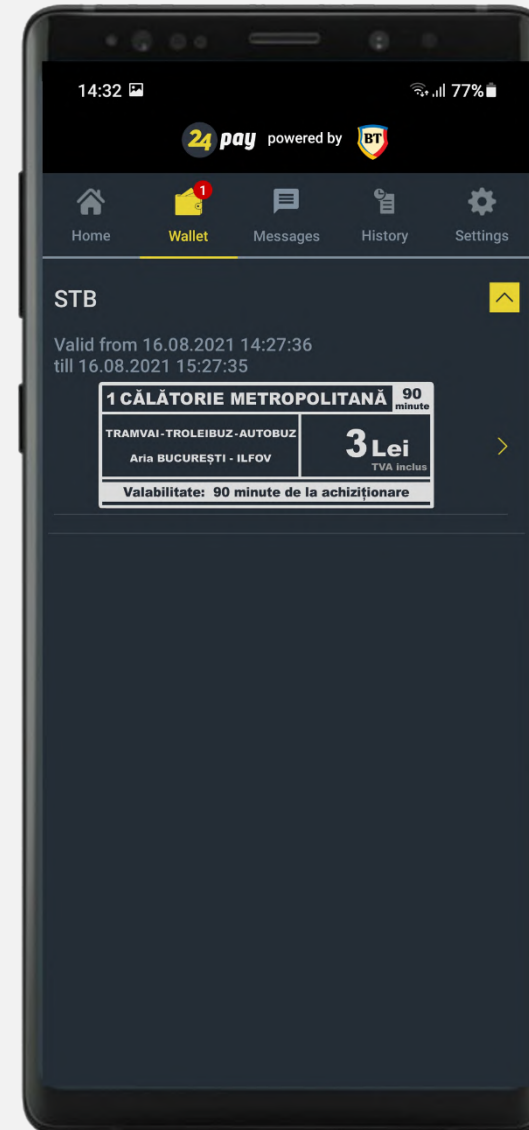 14:32 77%
24 pay powered by BT
1
Home Wallet Messages History Settings
STB
Valid from 16.08.2021 14:27:36
till 16.08.2021 15:27:35
1 CĂLĂTORIE METROPOLITANĂ 90 minute
TRAMVAI-TROLEIBUZ-AUTOBUZ
Aria BUCUREȘTI - ILFOV
3 Lei
TVA inclus
Valabilitate: 90 minute de la achiziționare